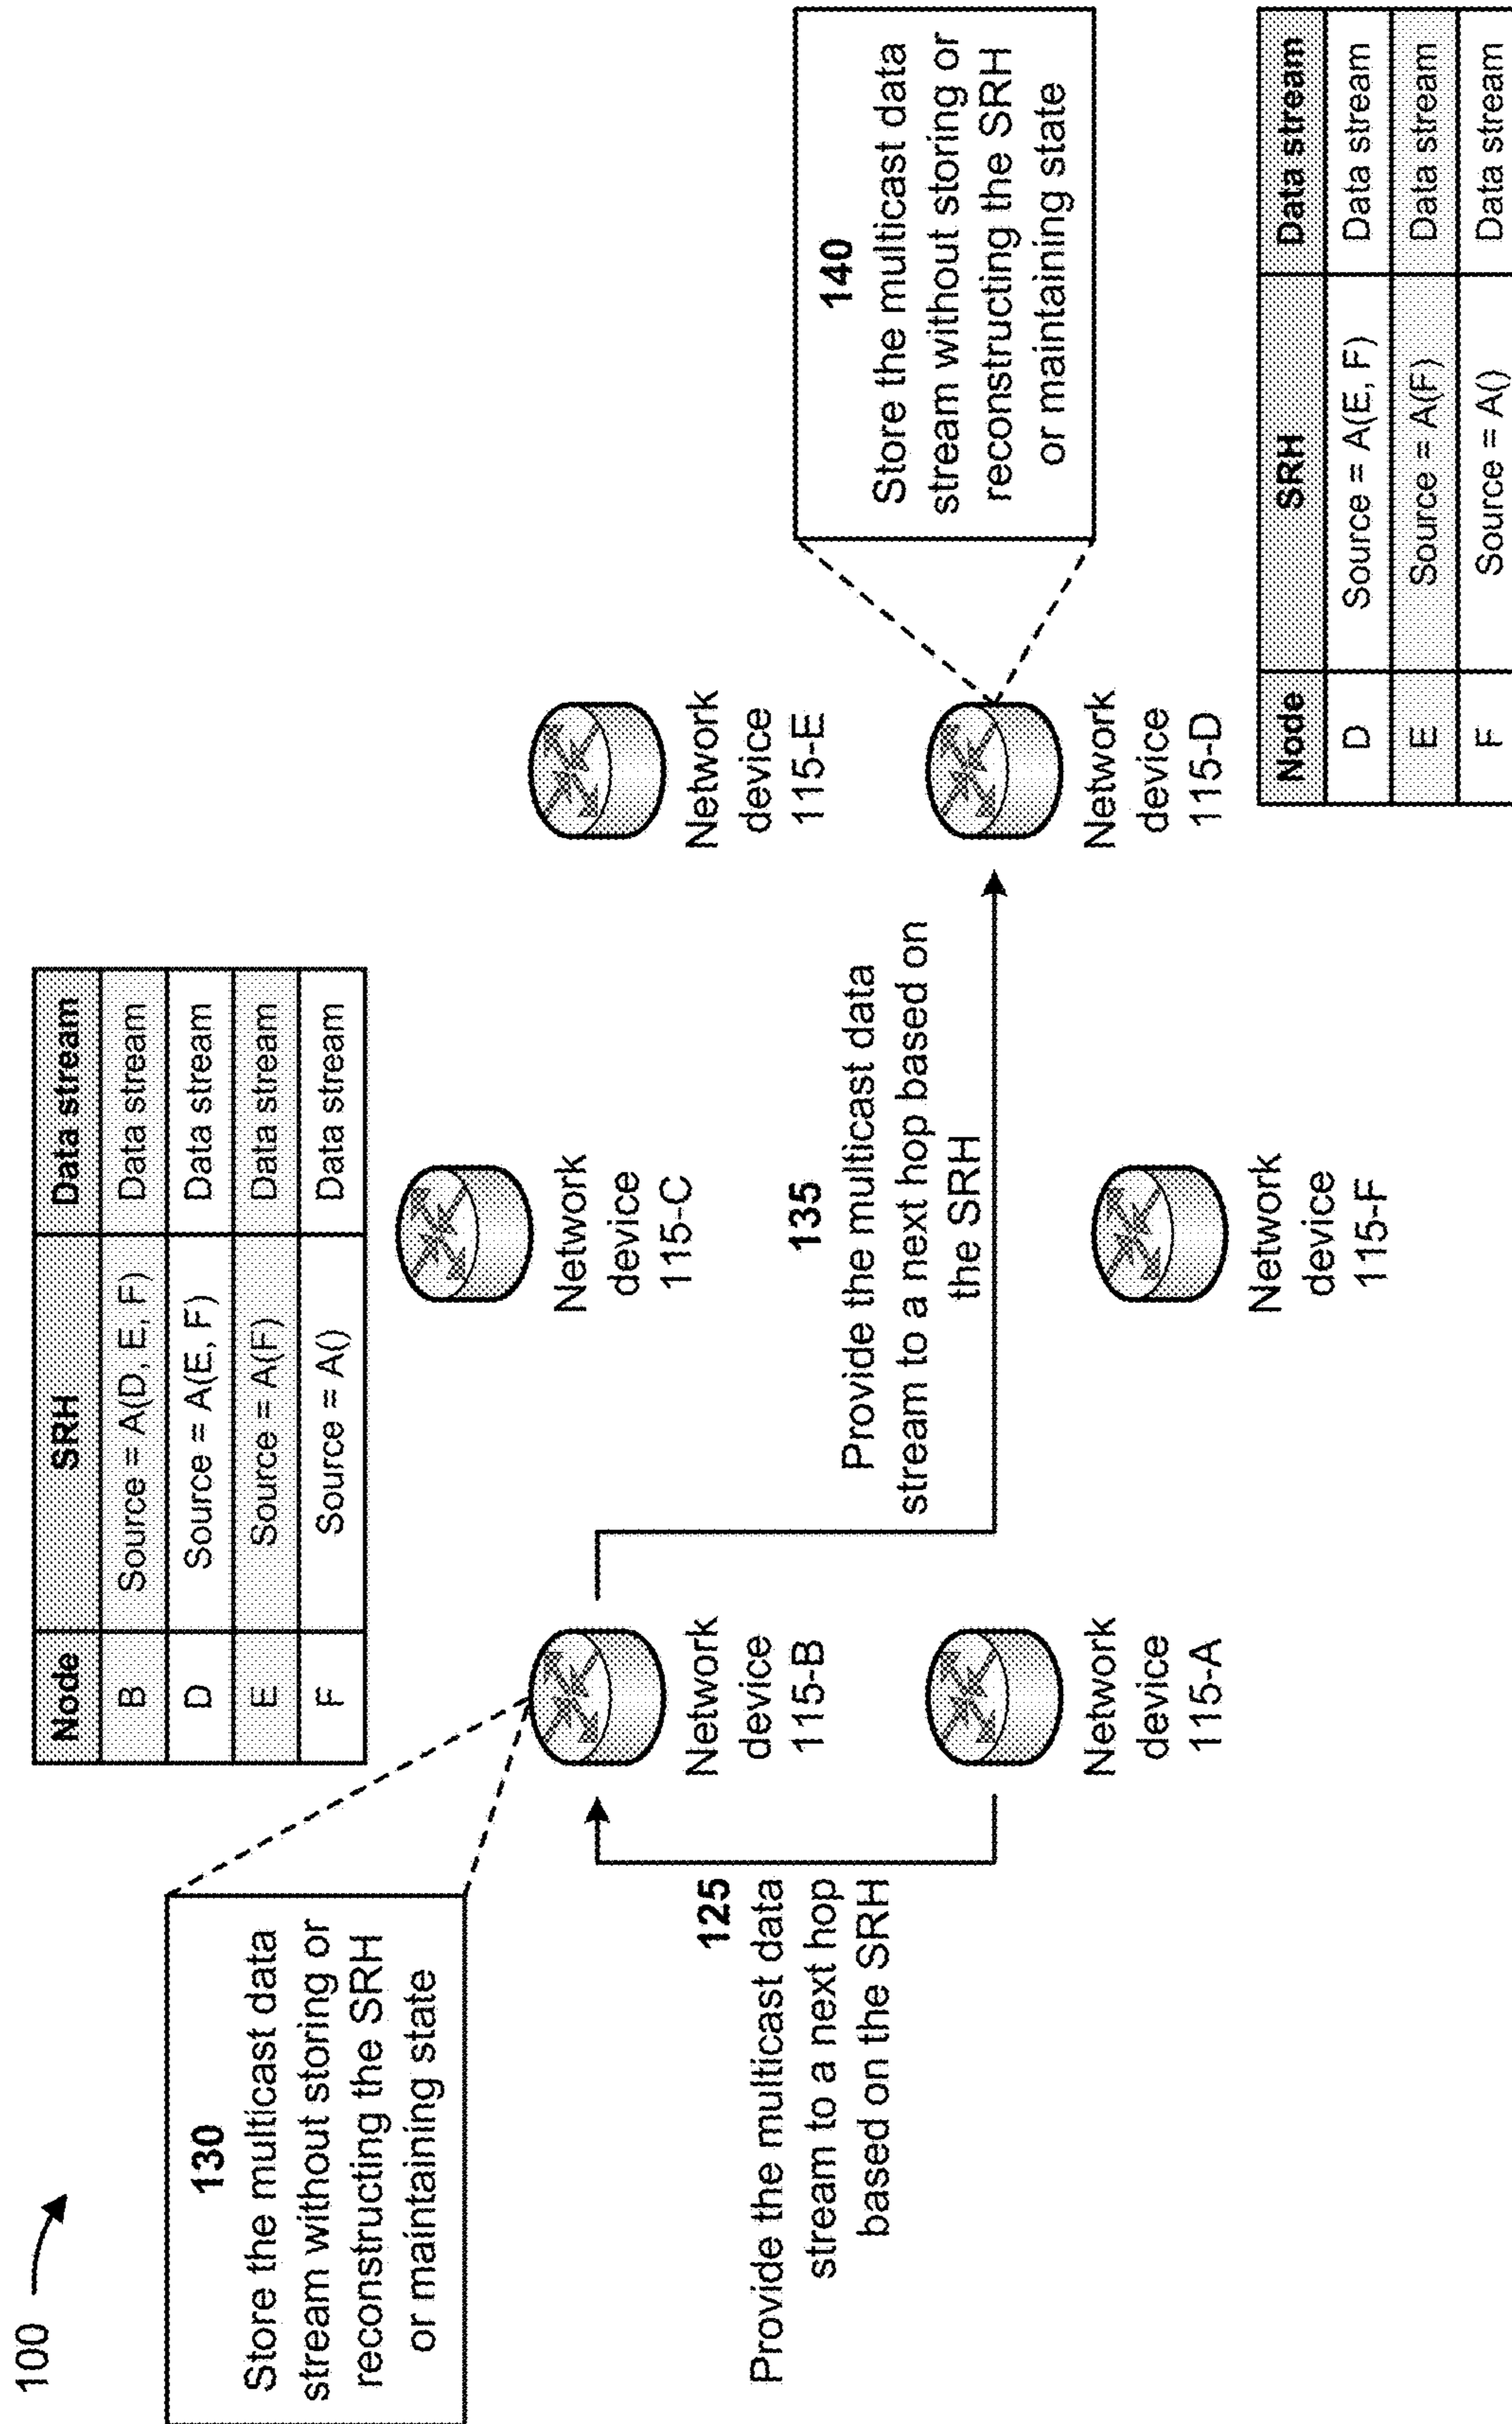 100
130
Store the multicast data
stream without storing or
reconstructing the SRH
or maintaining state
Node SRH Data stream
B Source = A(D, E, F) Data stream
D Source = A(E, F) Data stream
E Source = A(F) Data stream
F Source = A() Data stream
125
Provide the multicast data
stream to a next hop
based on the SRH
Network
device
115-B
Network
device
115-A
Network
device
115-C
135
Provide the multicast data
stream to a next hop based on
the SRH
Network
device
115-F
Network
device
115-E
Network
device
115-D
140
Store the multicast data
stream without storing or
reconstructing the SRH
or maintaining state
Node SRH Data stream
D Source = A(E, F) Data stream
E Source = A(F) Data stream
F Source = A() Data stream